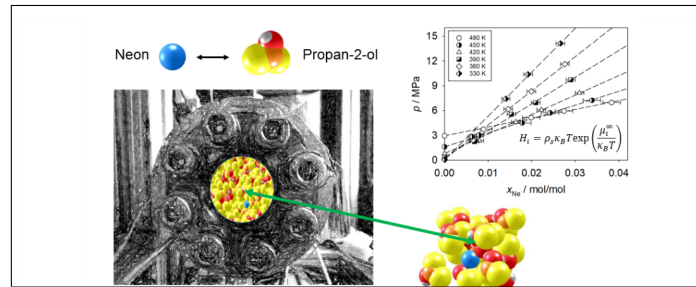 Neon
Propan-2-ol
480 K
450 K
420 K
390 K
360 K
330 K
p / MPa
15
12
9
6
3
0
H_i = ρ_s κ_B T exp(μ_i^∞ / κ_B T)
0.00 0.01 0.02 0.03 0.04
x_Ne / mol/mol